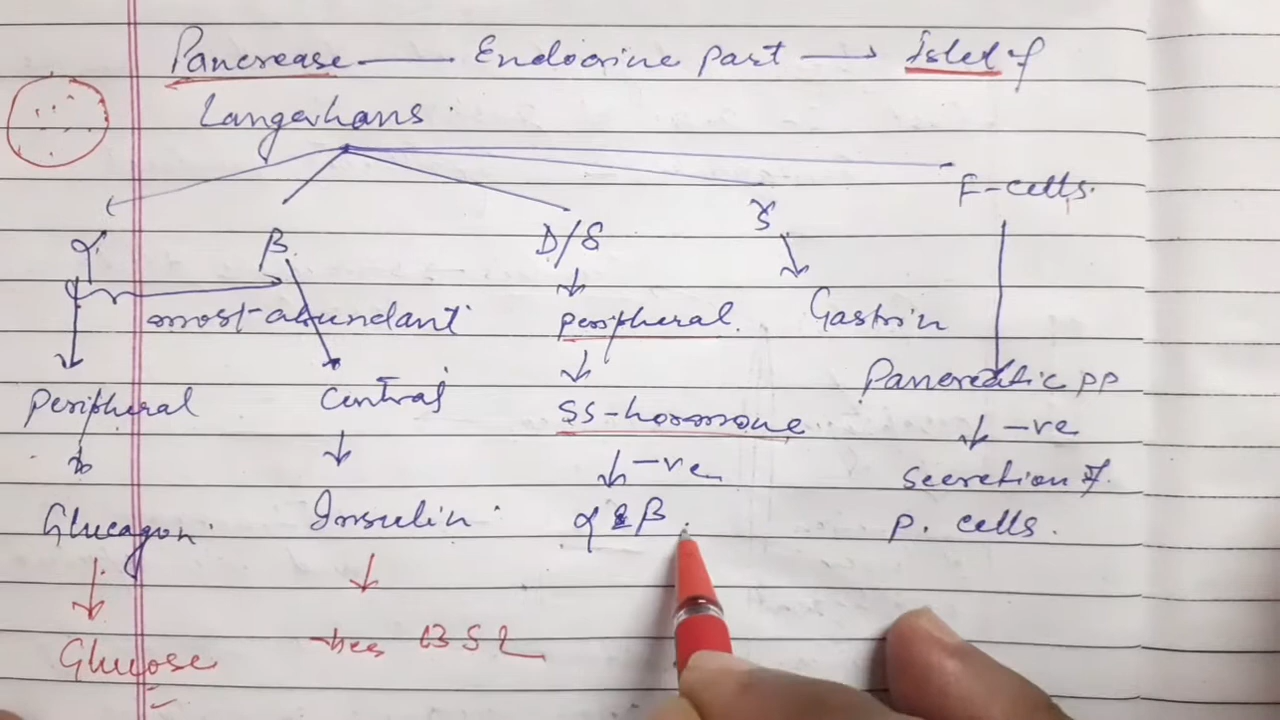 Pancrease — Endocrine part → Islet of
Langerhans.
F-cells.
α β D/δ γ
most-abundant peripheral. Gastrin
Peripheral Central SS-hormone Pancreatic PP
-ve -ve
Glucagon Insulin α & β secretion of
P. cells.
Glucose -ves BSL